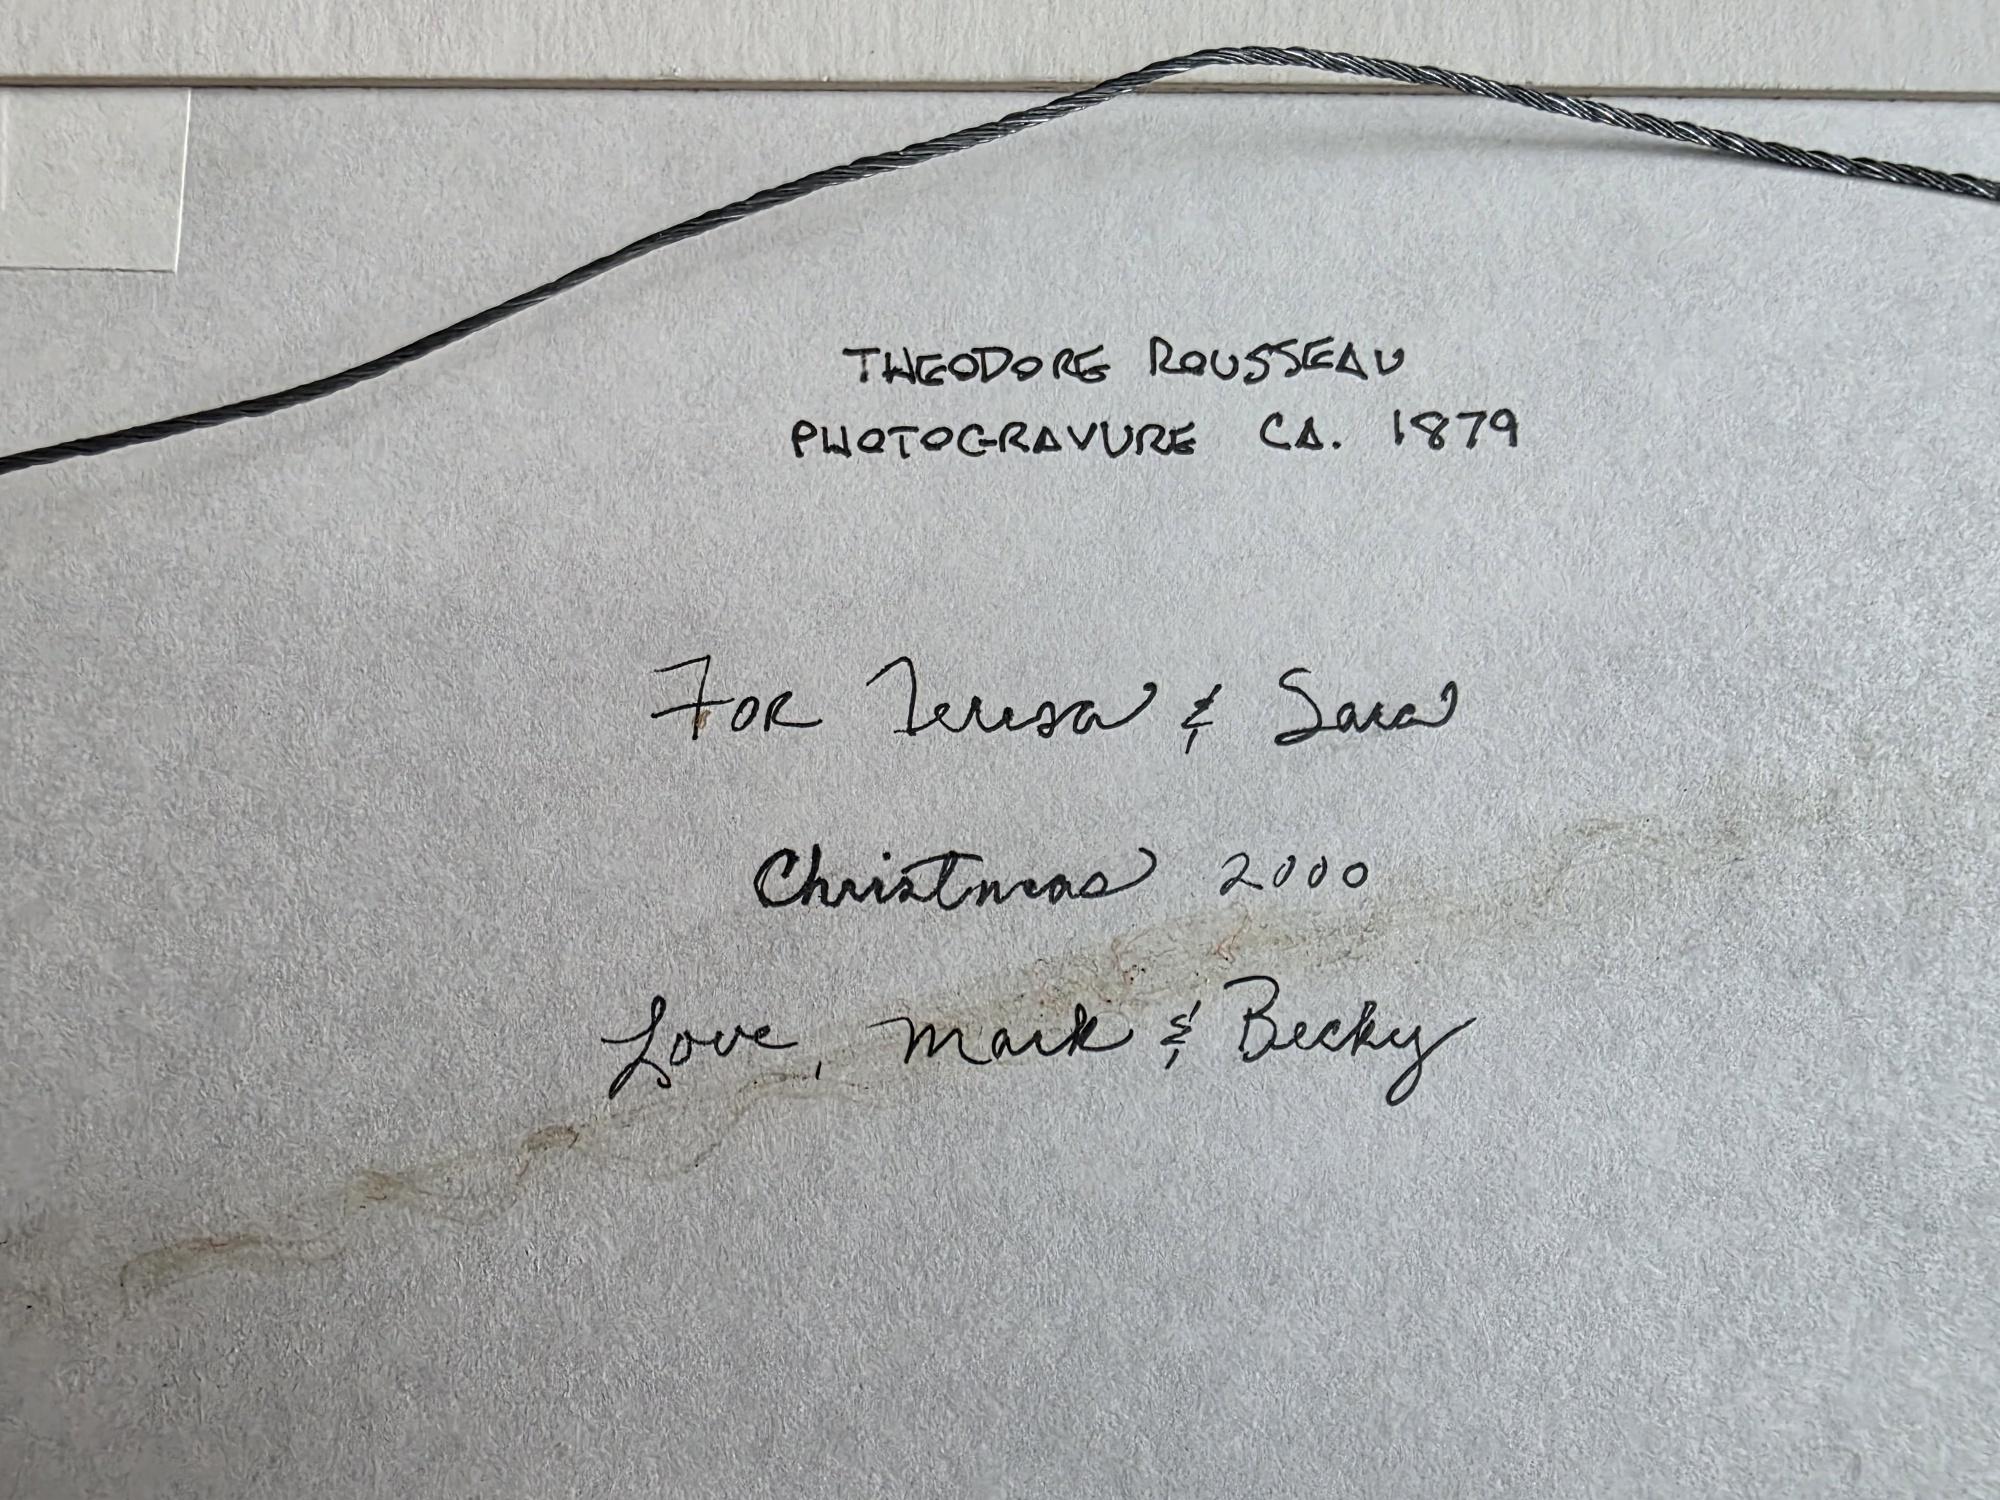 THEODORE ROUSSEAU
PHOTOGRAVURE CA. 1879
FOR Teresa & Sara
Christmas 2000
Love, Mark & Becky